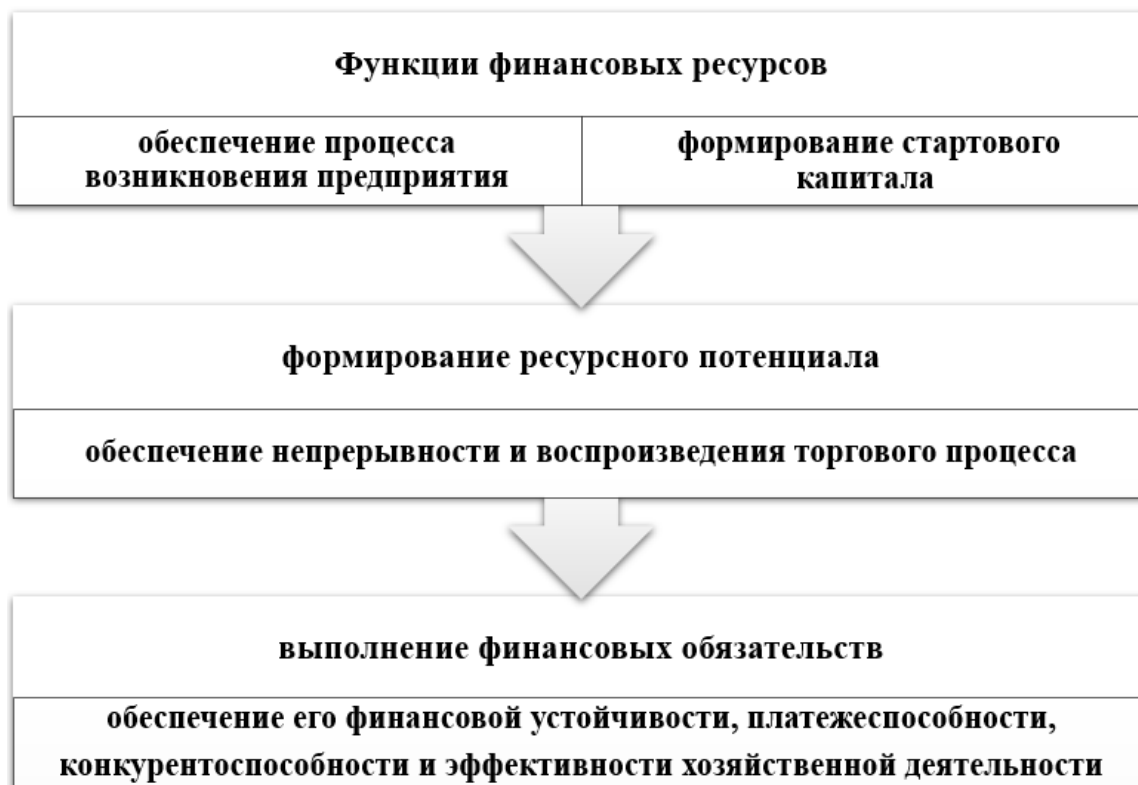 Функции финансовых ресурсов
обеспечение процесса
возникновения предприятия
формирование стартового
капитала
формирование ресурсного потенциала
обеспечение непрерывности и воспроизведения торгового процесса
выполнение финансовых обязательств
обеспечение его финансовой устойчивости, платежеспособности,
конкурентоспособности и эффективности хозяйственной деятельности